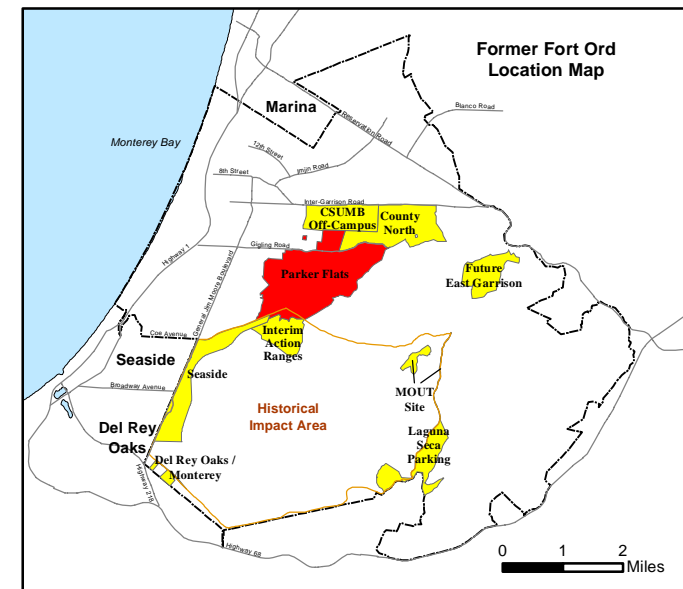 Former Fort Ord
Location Map
Marina
Blanco Road
Reservation Road
Monterey Bay
12th Street
Imjin Road
8th Street
Inter-Garrison Road
CSUMB
Off-Campus
County
North
Gigling Road
Highway 1
General Jim Moore Boulevard
Parker Flats
Future
East Garrison
Coe Avenue
Interim
Action
Ranges
Seaside
Seaside
Broadway Avenue
MOUT
Site
Historical
Impact Area
Del Rey
Oaks
Laguna
Seca
Parking
Del Rey Oaks /
Monterey
Highway 218
Highway 68
0 1 2
Miles